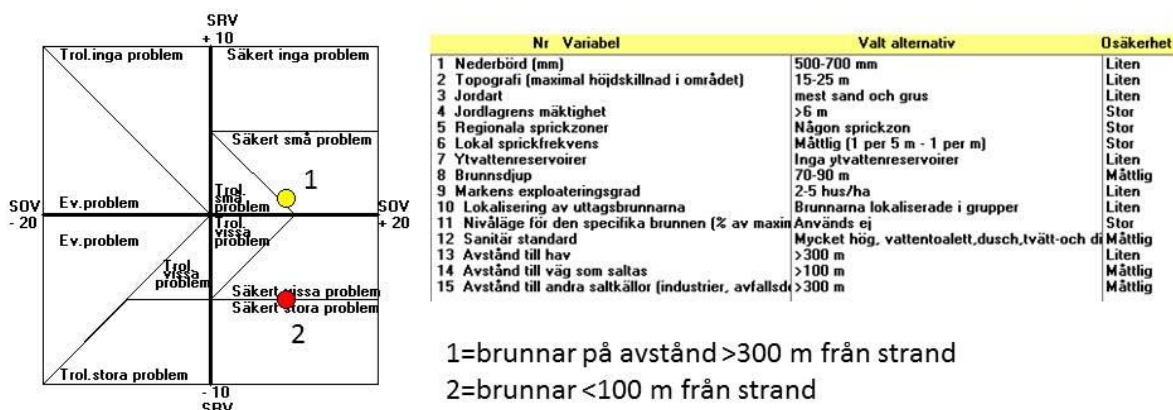 SRV
+ 10
Trol.inga problem
Säkert inga problem
Säkert små problem
1
Trol.
små
problem
Ev.problem
SOV
- 20
SOV
+ 20
Ev.problem
Trol.
vissa
problem
Trol.
vissa
problem
Säkert vissa problem
Säkert stora problem
2
Trol.stora problem
- 10
SRV
Nr Variabel Valt alternativ Osäkerhet
1 Nederbörd (mm) 500-700 mm Liten
2 Topografi (maximal höjdskillnad i området) 15-25 m Liten
3 Jordart mest sand och grus Liten
4 Jordlagrens mäktighet >6 m Stor
5 Regionala sprickzoner Någon sprickzon Stor
6 Lokal sprickfrekvens Måttlig (1 per 5 m - 1 per m) Stor
7 Ytvattenreservoirer Inga ytvattenreservoirer Liten
8 Brunnsdjup 70-90 m Måttlig
9 Markens exploateringsgrad 2-5 hus/ha Liten
10 Lokalisering av uttagsbrunnarna Brunnarna lokaliserade i grupper Liten
11 Nivåläge för den specifika brunnen (% av maxin Används ej Stor
12 Sanitär standard Mycket hög, vattentoalett,dusch,tvätt-och di Måttlig
13 Avstånd till hav >300 m Liten
14 Avstånd till väg som saltas >100 m Måttlig
15 Avstånd till andra saltkällor (industrier, avfallsde >300 m Måttlig
1=brunnar på avstånd >300 m från strand
2=brunnar <100 m från strand